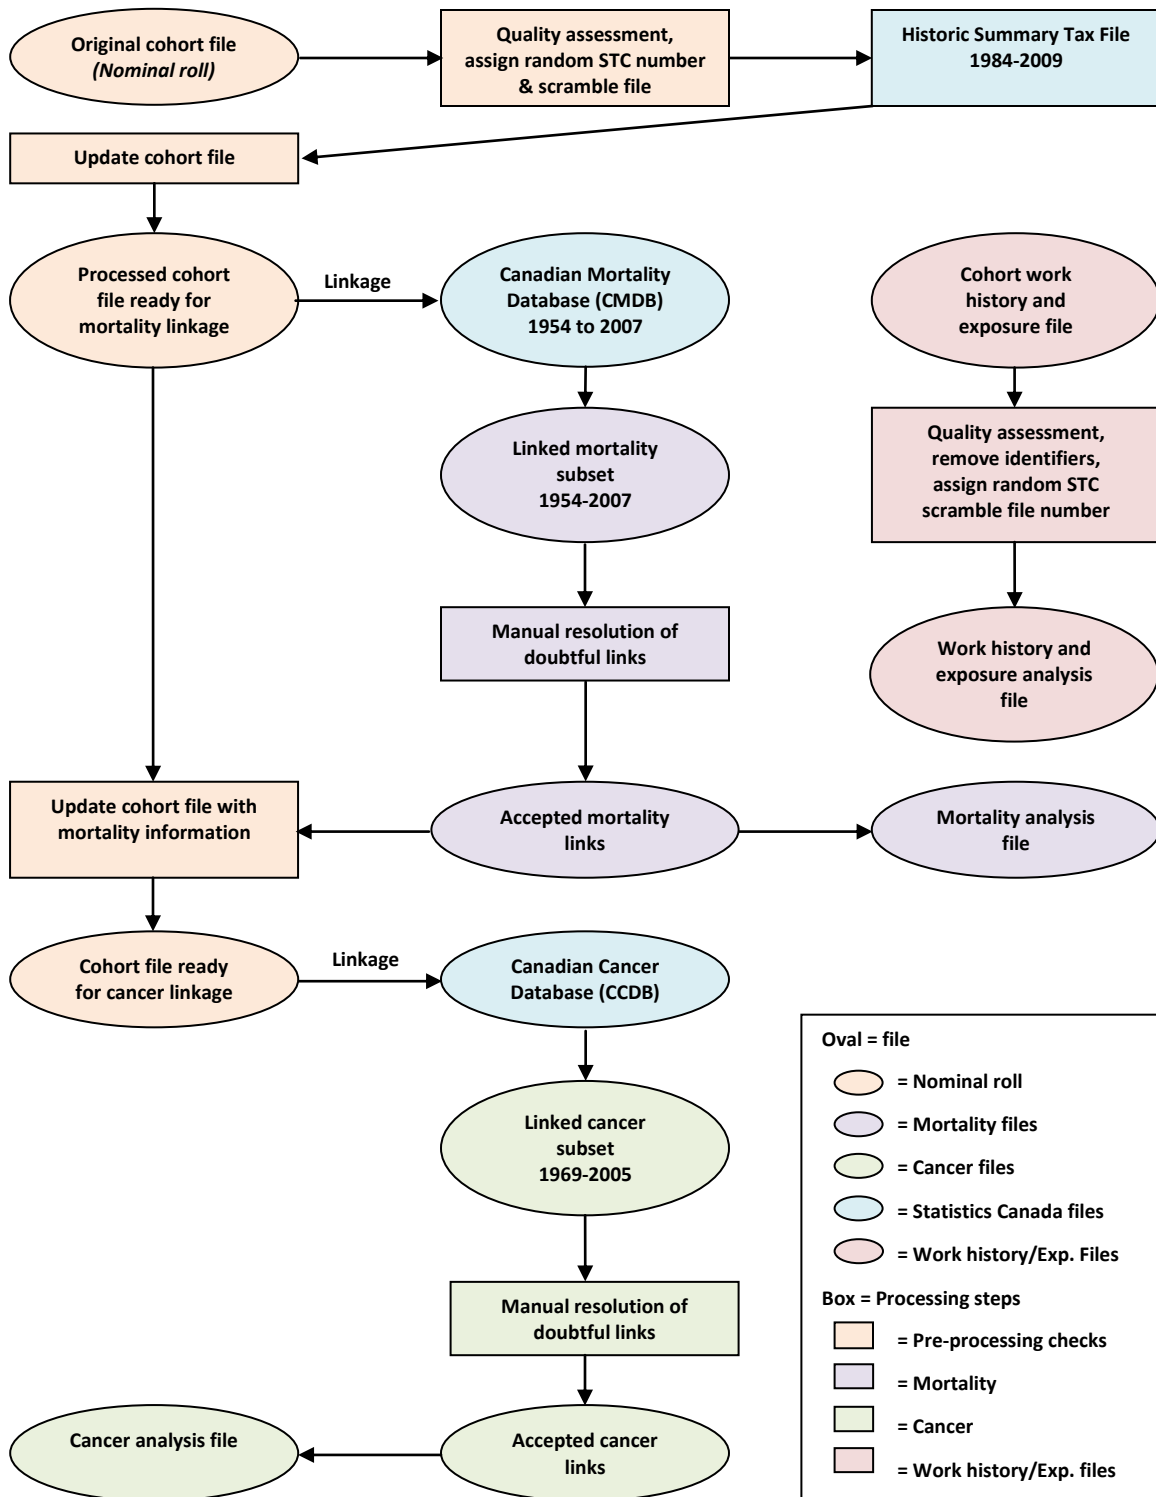 Original cohort file
(Nominal roll)
Quality assessment,
assign random STC number
& scramble file
Historic Summary Tax File
1984-2009
Update cohort file
Processed cohort
file ready for
mortality linkage
Linkage
Canadian Mortality
Database (CMDB)
1954 to 2007
Cohort work
history and
exposure file
Linked mortality
subset
1954-2007
Quality assessment,
remove identifiers,
assign random STC
scramble file number
Manual resolution of
doubtful links
Work history and
exposure analysis
file
Update cohort file with
mortality information
Accepted mortality
links
Mortality analysis
file
Cohort file ready
for cancer linkage
Linkage
Canadian Cancer
Database (CCDB)
Linked cancer
subset
1969-2005
Manual resolution of
doubtful links
Cancer analysis file
Accepted cancer
links
Oval = file
= Nominal roll
= Mortality files
= Cancer files
= Statistics Canada files
= Work history/Exp. Files
Box = Processing steps
= Pre-processing checks
= Mortality
= Cancer
= Work history/Exp. files